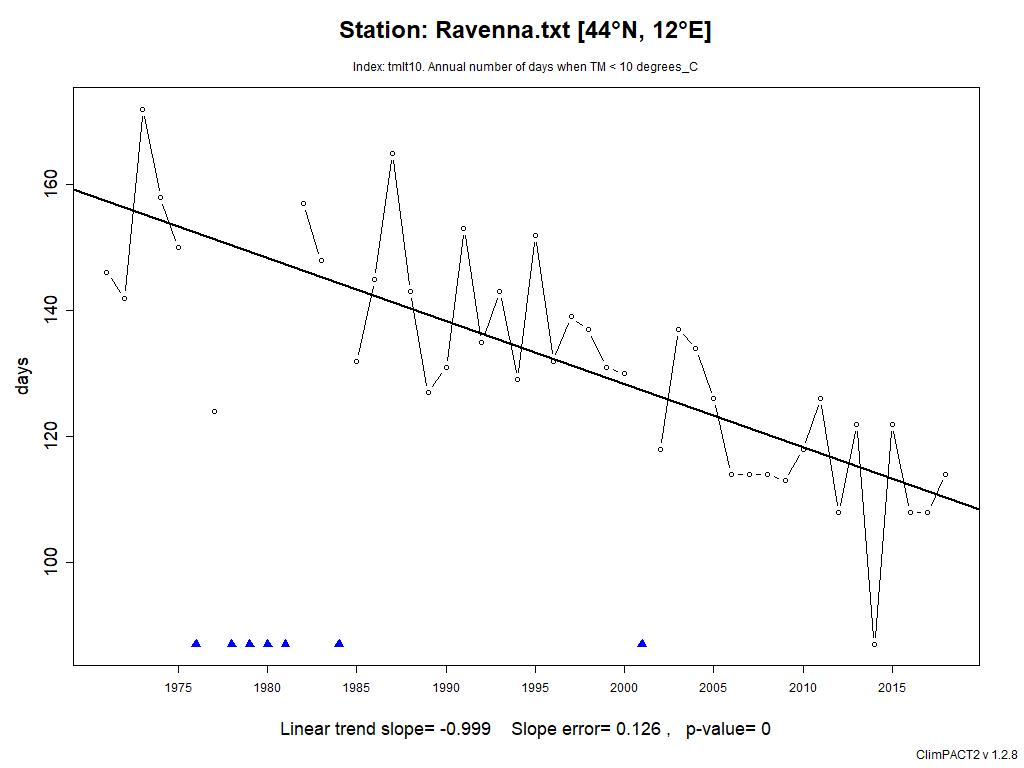 Station: Ravenna.txt [44°N, 12°E]
Index: tmlt10. Annual number of days when TM < 10 degrees_C
160
140
120
100
days
1975 1980 1985 1990 1995 2000 2005 2010 2015
Linear trend slope= -0.999 Slope error= 0.126 , p-value= 0
ClimPACT2 v 1.2.8